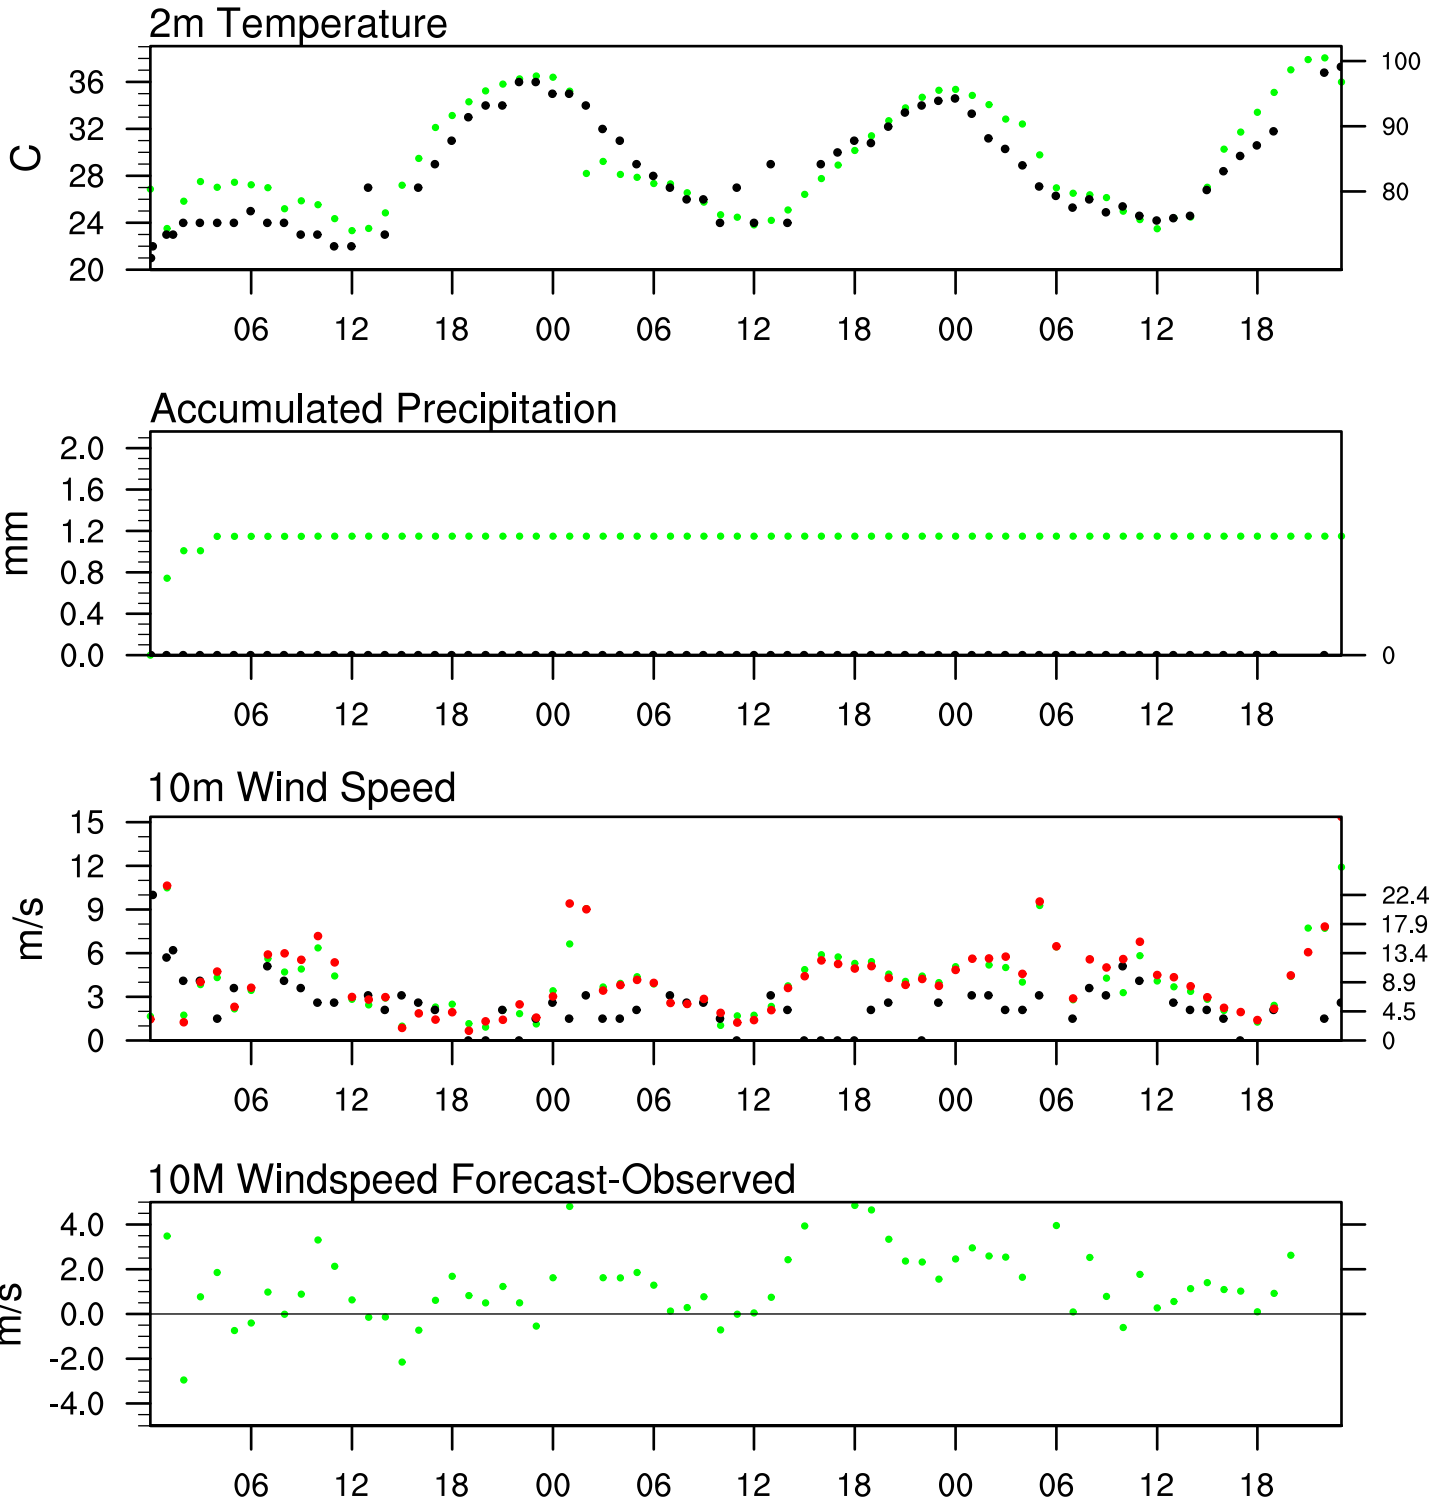 2m Temperature
C
36
32
28
24
20
100
90
80
06 12 18 00 06 12 18 00 06 12 18
Accumulated Precipitation
mm
2.0
1.6
1.2
0.8
0.4
0.0
0
06 12 18 00 06 12 18 00 06 12 18
10m Wind Speed
m/s
15
12
9
6
3
0
22.4
17.9
13.4
8.9
4.5
0
06 12 18 00 06 12 18 00 06 12 18
10M Windspeed Forecast-Observed
m/s
4.0
2.0
0.0
-2.0
-4.0
06 12 18 00 06 12 18 00 06 12 18